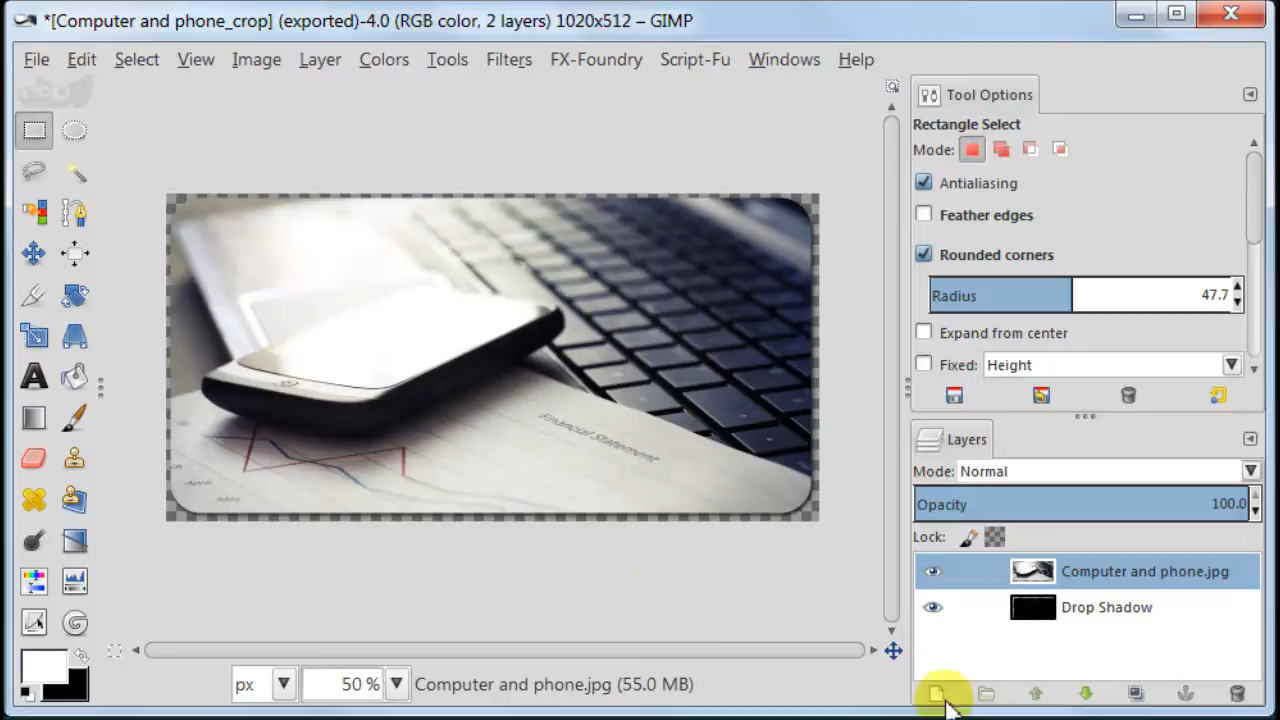 *[Computer and phone_crop] (exported)-4.0 (RGB color, 2 layers) 1020x512 – GIMP
File Edit Select View Image Layer Colors Tools Filters FX-Foundry Script-Fu Windows Help
Tool Options
Rectangle Select
Mode:
Antialiasing
Feather edges
Rounded corners
Radius 47.7
Expand from center
Fixed: Height
Financial Statement
April
Layers
Mode: Normal
Opacity 100.0
Lock:
Computer and phone.jpg
Drop Shadow
px 50 % Computer and phone.jpg (55.0 MB)